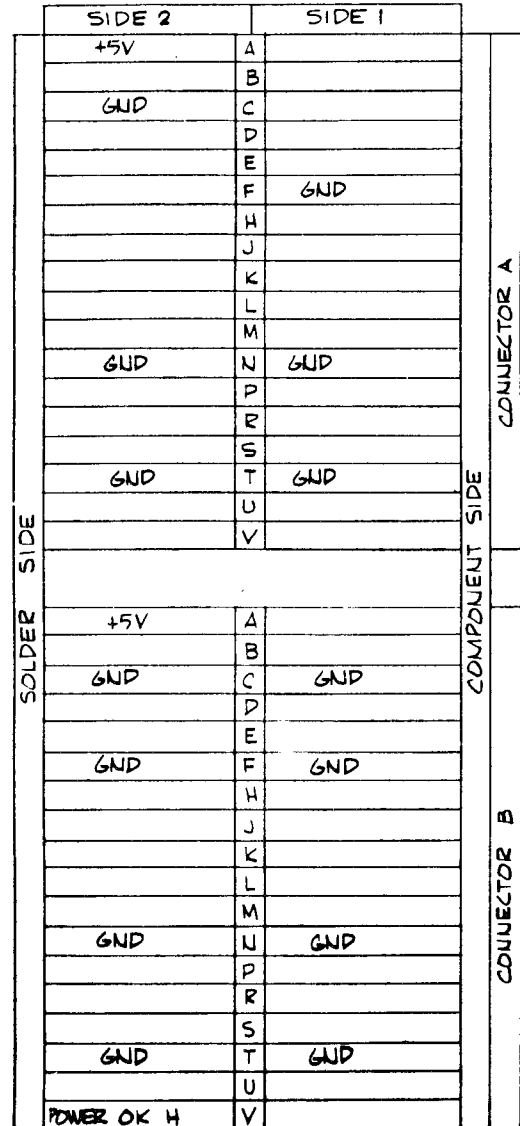 SIDE 2 SIDE 1
+5V A
B
GND C
D
E
F GND
H
J
K
L
M
GND N GND
P
R
S
GND T GND
U
V
+5V A
B
GND C GND
D
E
GND F GND
H
J
K
L
M
GND N GND
P
R
S
GND T GND
U
POWER OK H V
SOLDER SIDE
COMPONENT SIDE
CONNECTOR A
CONNECTOR B